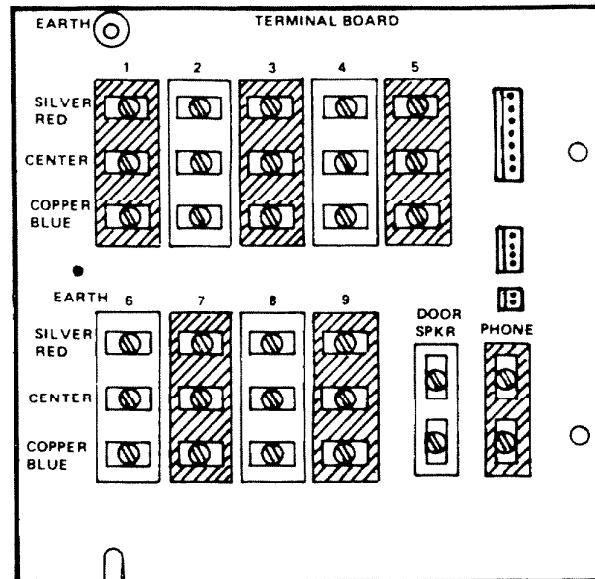 EARTH
TERMINAL BOARD
1 2 3 4 5
SILVER
RED
CENTER
COPPER
BLUE
EARTH
6 7 8 9
DOOR
SPKR
PHONE
SILVER
RED
CENTER
COPPER
BLUE